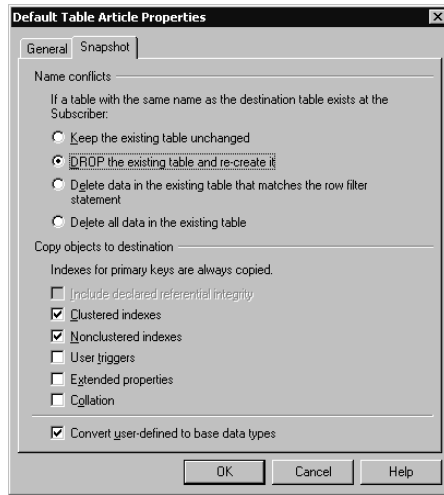 Default Table Article Properties
General Snapshot
Name conflicts
If a table with the same name as the destination table exists at the
Subscriber:
Keep the existing table unchanged
DROP the existing table and re-create it
Delete data in the existing table that matches the row filter
statement
Delete all data in the existing table
Copy objects to destination
Indexes for primary keys are always copied.
Include declared referential integrity
Clustered indexes
Nonclustered indexes
User triggers
Extended properties
Collation
Convert user-defined to base data types
OK Cancel Help